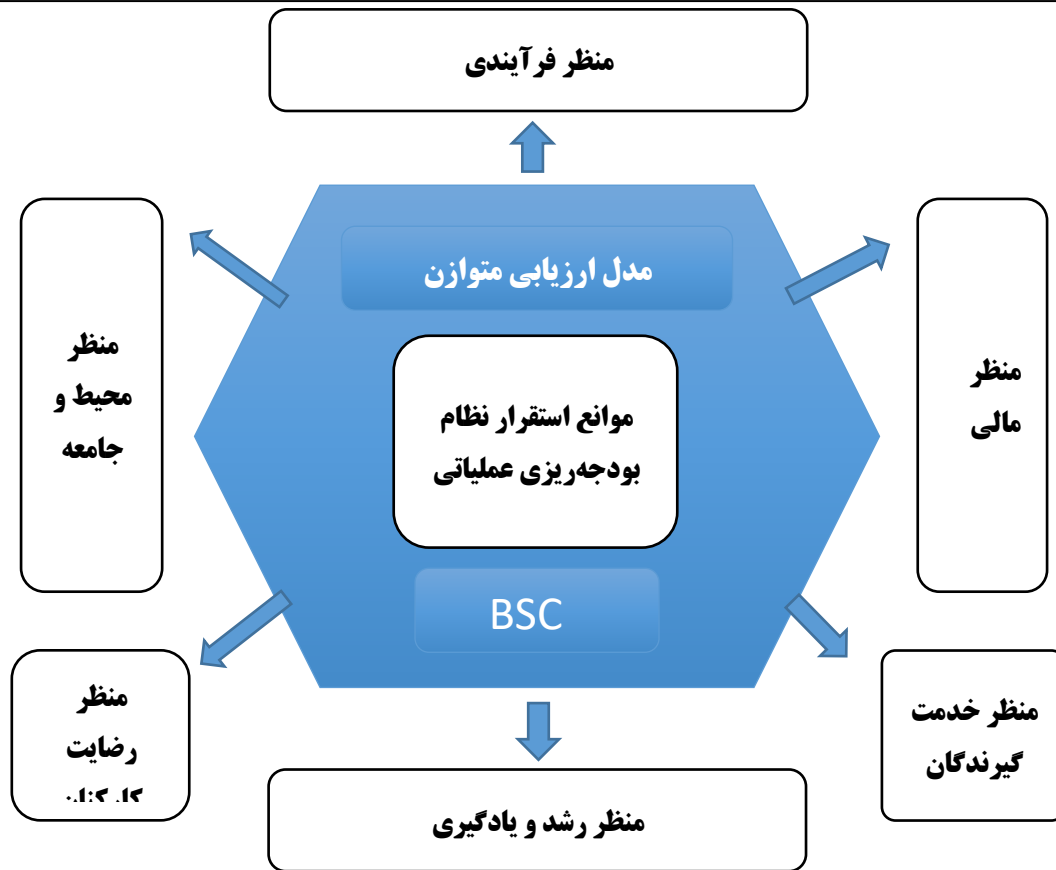 منظر فرآیندی
مدل ارزیابی متوازن
موانع استقرار نظام
بودجه‌ریزی عملیاتی
BSC
منظر
مالی
منظر خدمت
گیرندگان
منظر رشد و یادگیری
منظر
رضایت
منظر
محیط و
جامعه